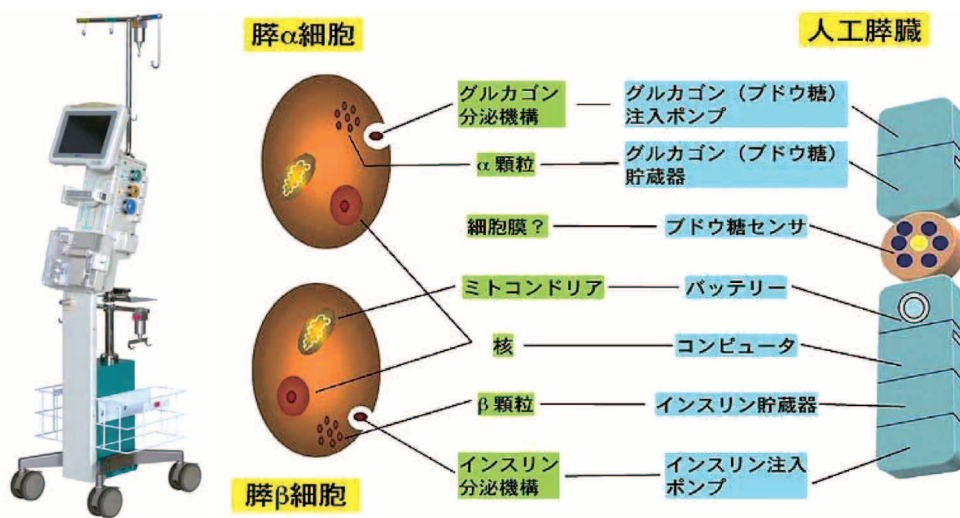 膵α細胞
人工膵臓
グルカゴン
分泌機構
グルカゴン（ブドウ糖）
注入ポンプ
α顆粒
グルカゴン（ブドウ糖）
貯蔵器
細胞膜？
ブドウ糖センサ
ミトコンドリア
バッテリー
核
コンピュータ
β顆粒
インスリン貯蔵器
インスリン
分泌機構
インスリン注入
ポンプ
膵β細胞